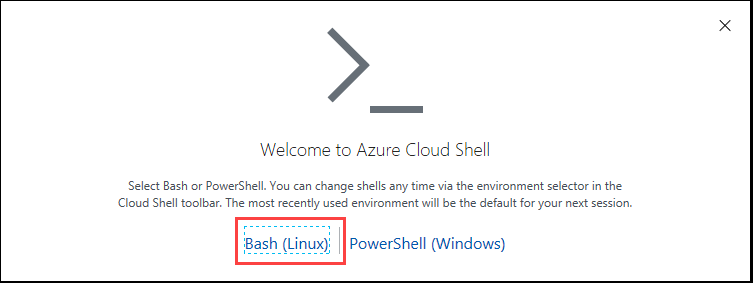 Welcome to Azure Cloud Shell
Select Bash or PowerShell. You can change shells any time via the environment selector in the
Cloud Shell toolbar. The most recently used environment will be the default for your next session.
Bash (Linux) PowerShell (Windows)